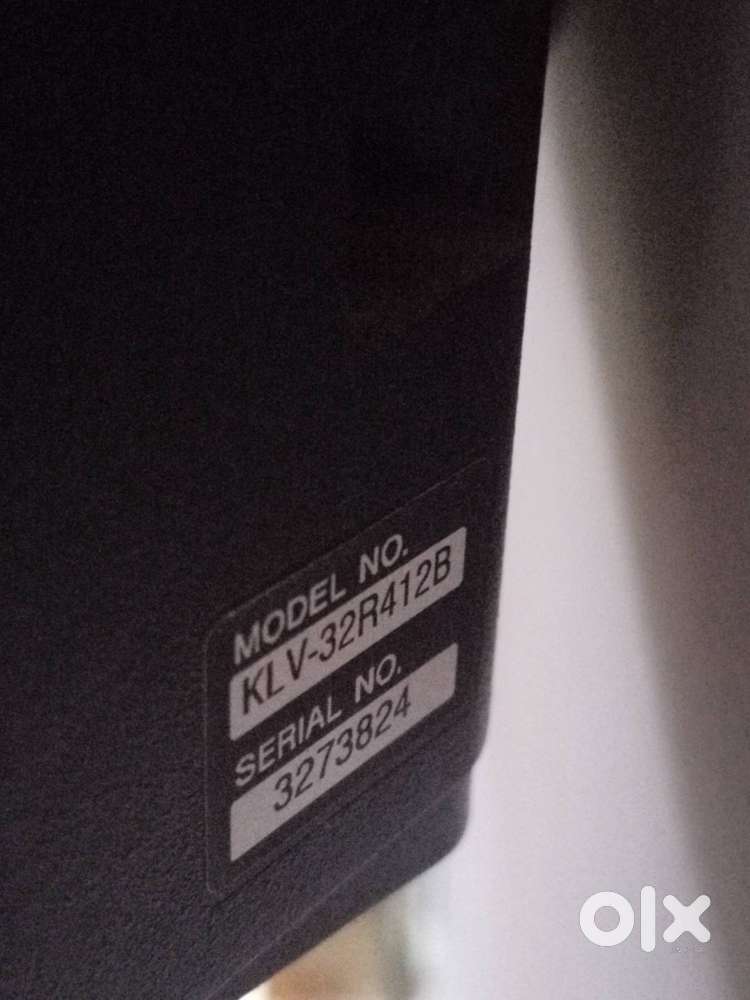 MODEL NO.
KLV-32R412B
SERIAL NO.
3273824
olx